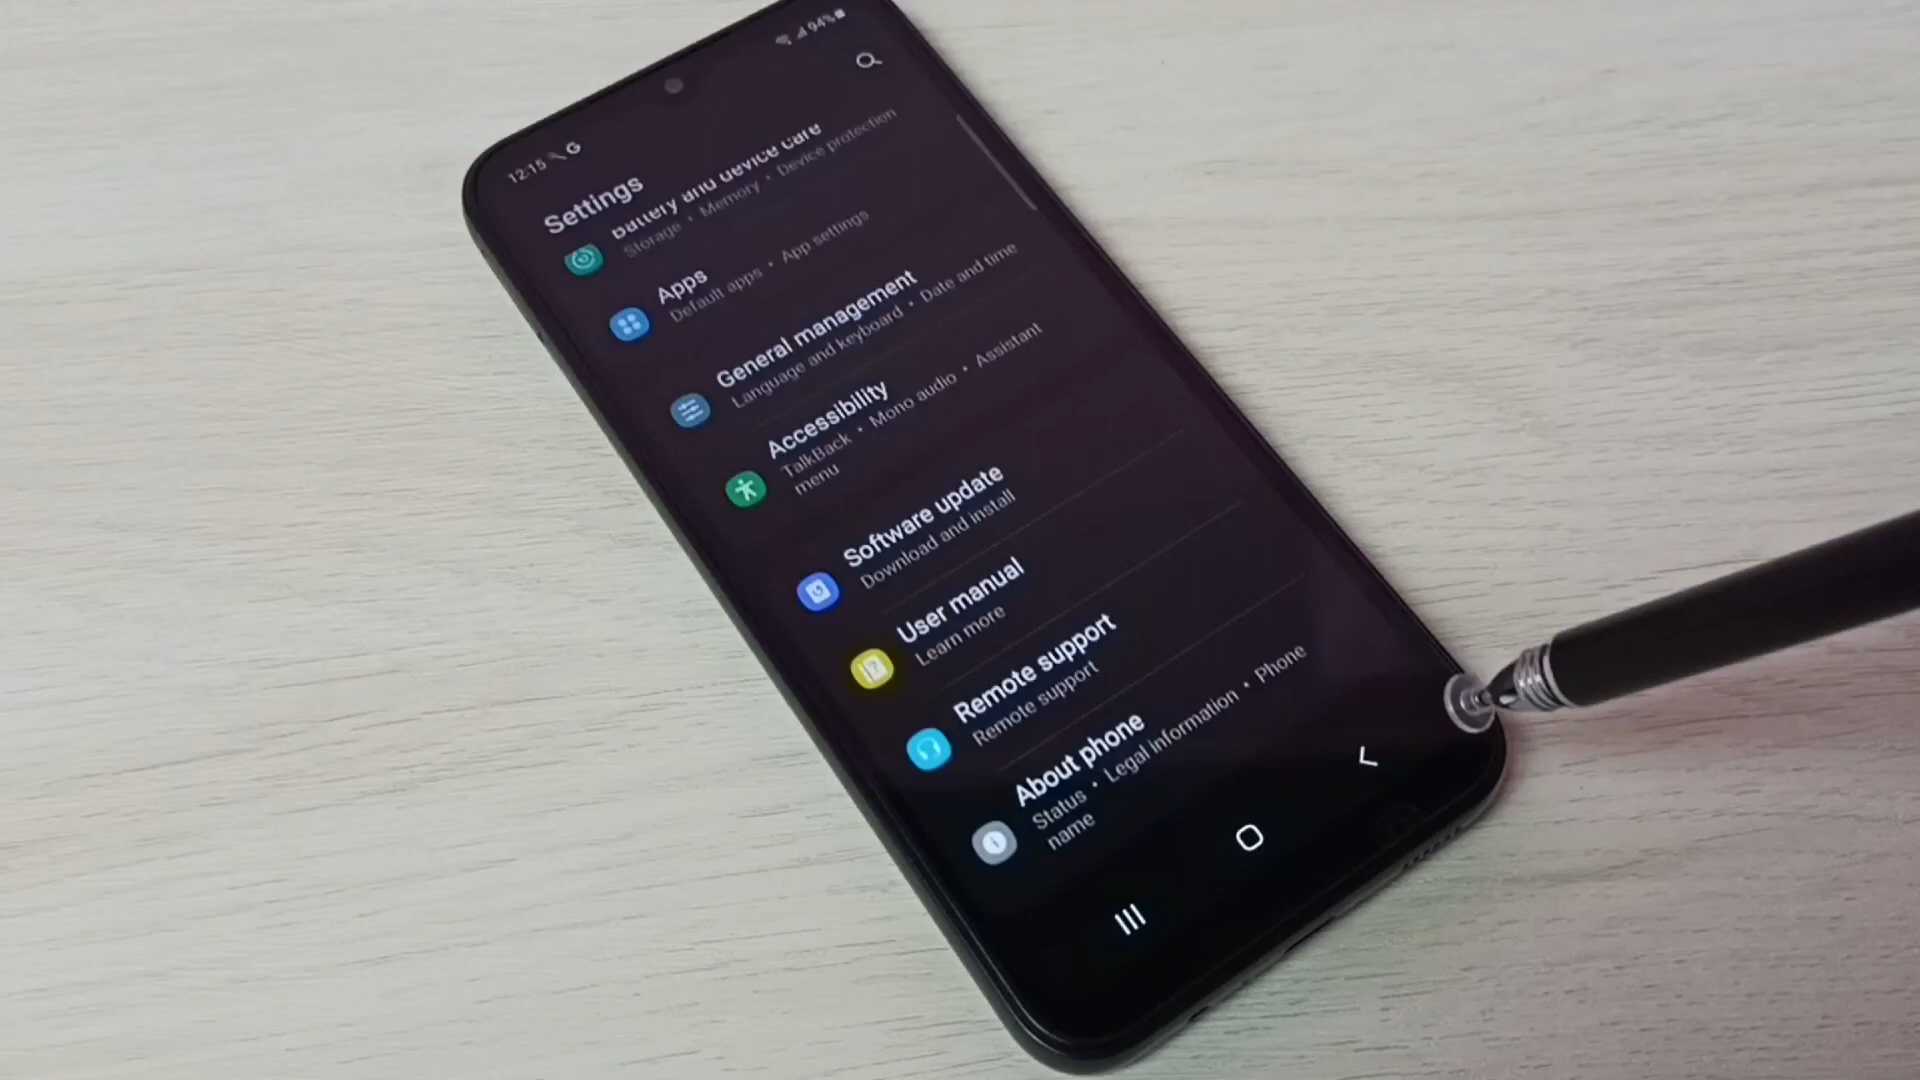 12:15 G 94%
Settings
Battery and device care
Storage • Memory • Device protection
Apps
Default apps • App settings
General management
Language and keyboard • Date and time
Accessibility
TalkBack • Mono audio • Assistant
menu
Software update
Download and install
User manual
Learn more
Remote support
Remote support
About phone
Status • Legal information • Phone
name